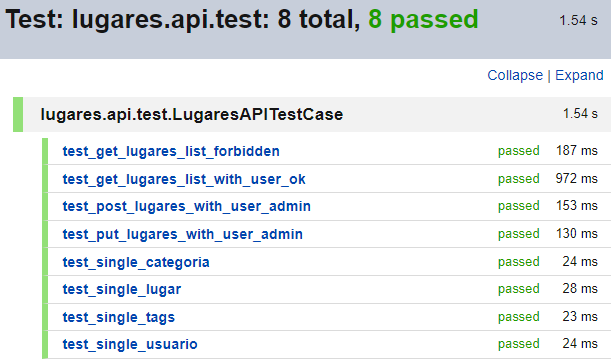 Test: lugares.api.test: 8 total, 8 passed 1.54 s
Collapse | Expand
lugares.api.test.LugaresAPITestCase 1.54 s
test_get_lugares_list_forbidden passed 187 ms
test_get_lugares_list_with_user_ok passed 972 ms
test_post_lugares_with_user_admin passed 153 ms
test_put_lugares_with_user_admin passed 130 ms
test_single_categoria passed 24 ms
test_single_lugar passed 28 ms
test_single_tags passed 23 ms
test_single_usuario passed 24 ms